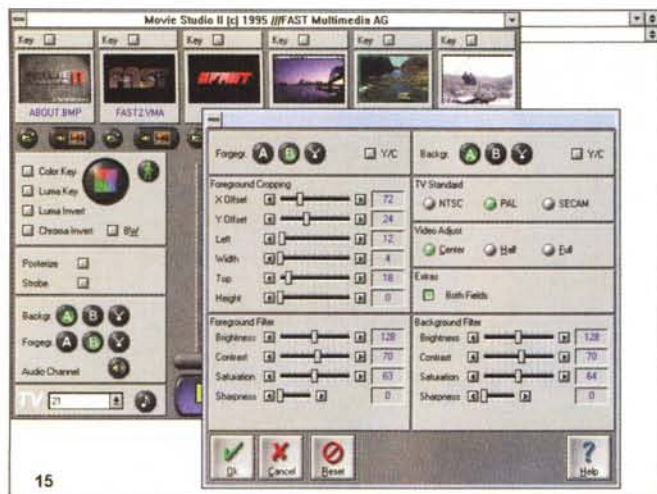 Movie Studio II (c) 1995 ///FAST Multimedia AG
Key Key Key Key Key Key
FAST
ABOUT.BMP FAST2.VMA
Foregr. A B Y Y/C
Backgr. A B Y Y/C
Color Key
Luma Key
Luma Invert
Chroma Invert BW
Posterize
Strobe
Backgr. A B Y
Foregr. A B Y
Audio Channel
TV 21
Foreground Cropping
X Offset 72
Y Offset 24
Left 12
Width 4
Top 18
Height 0
TV Standard
NTSC PAL SECAM
Video Adjust
Center Half Full
Extras
Both Fields
Foreground Filter
Brightness 128
Contrast 70
Saturation 63
Sharpness 0
Background Filter
Brightness 128
Contrast 70
Saturation 64
Sharpness 0
Ok Cancel Reset Help
15